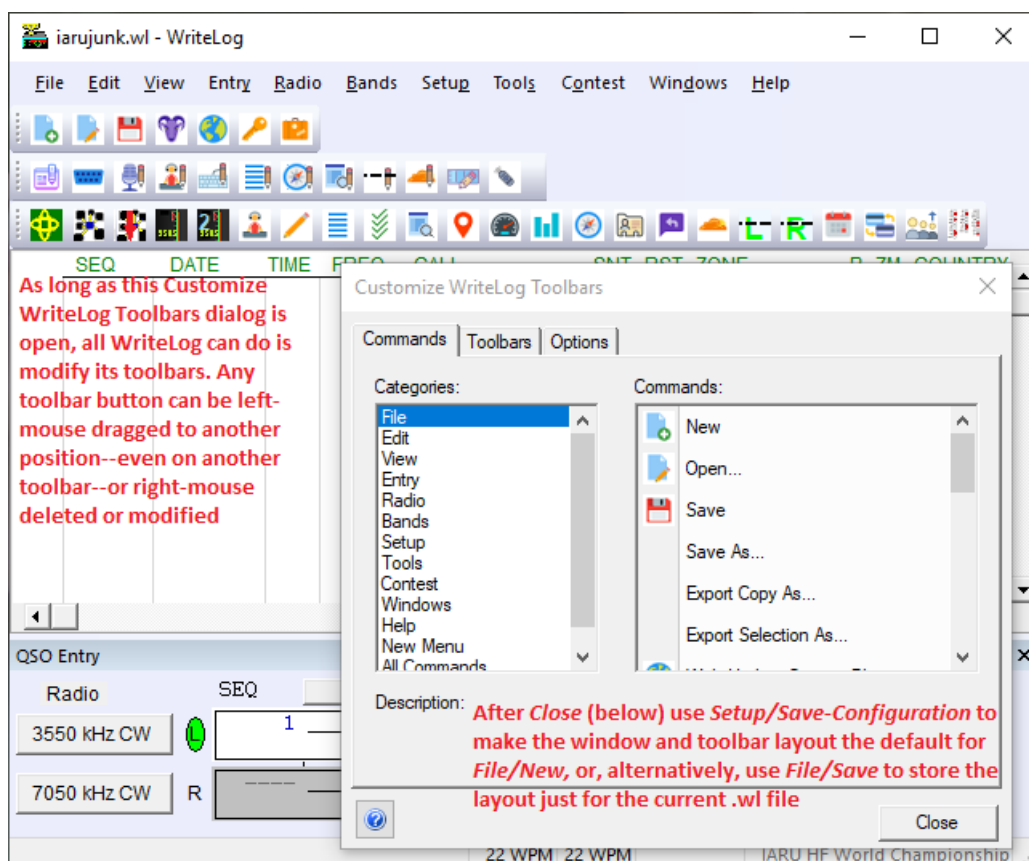 iarujunk.wl - WriteLog
File Edit View Entry Radio Bands Setup Tools Contest Windows Help
SEQ DATE TIME FREQ CALL SNT RST ZONE P ZM COUNTRY
As long as this Customize
WriteLog Toolbars dialog is
open, all WriteLog can do is
modify its toolbars. Any
toolbar button can be left-
mouse dragged to another
position--even on another
toolbar--or right-mouse
deleted or modified
Customize WriteLog Toolbars
Commands Toolbars Options
Categories:
File
Edit
View
Entry
Radio
Bands
Setup
Tools
Contest
Windows
Help
New Menu
All Commands
Commands:
New
Open...
Save
Save As...
Export Copy As...
Export Selection As...
Description:
After Close (below) use Setup/Save-Configuration to
make the window and toolbar layout the default for
File/New, or, alternatively, use File/Save to store the
layout just for the current .wl file
Close
QSO Entry
Radio SEQ
3550 kHz CW L 1
7050 kHz CW R
22 WPM 22 WPM IARU HF World Championship